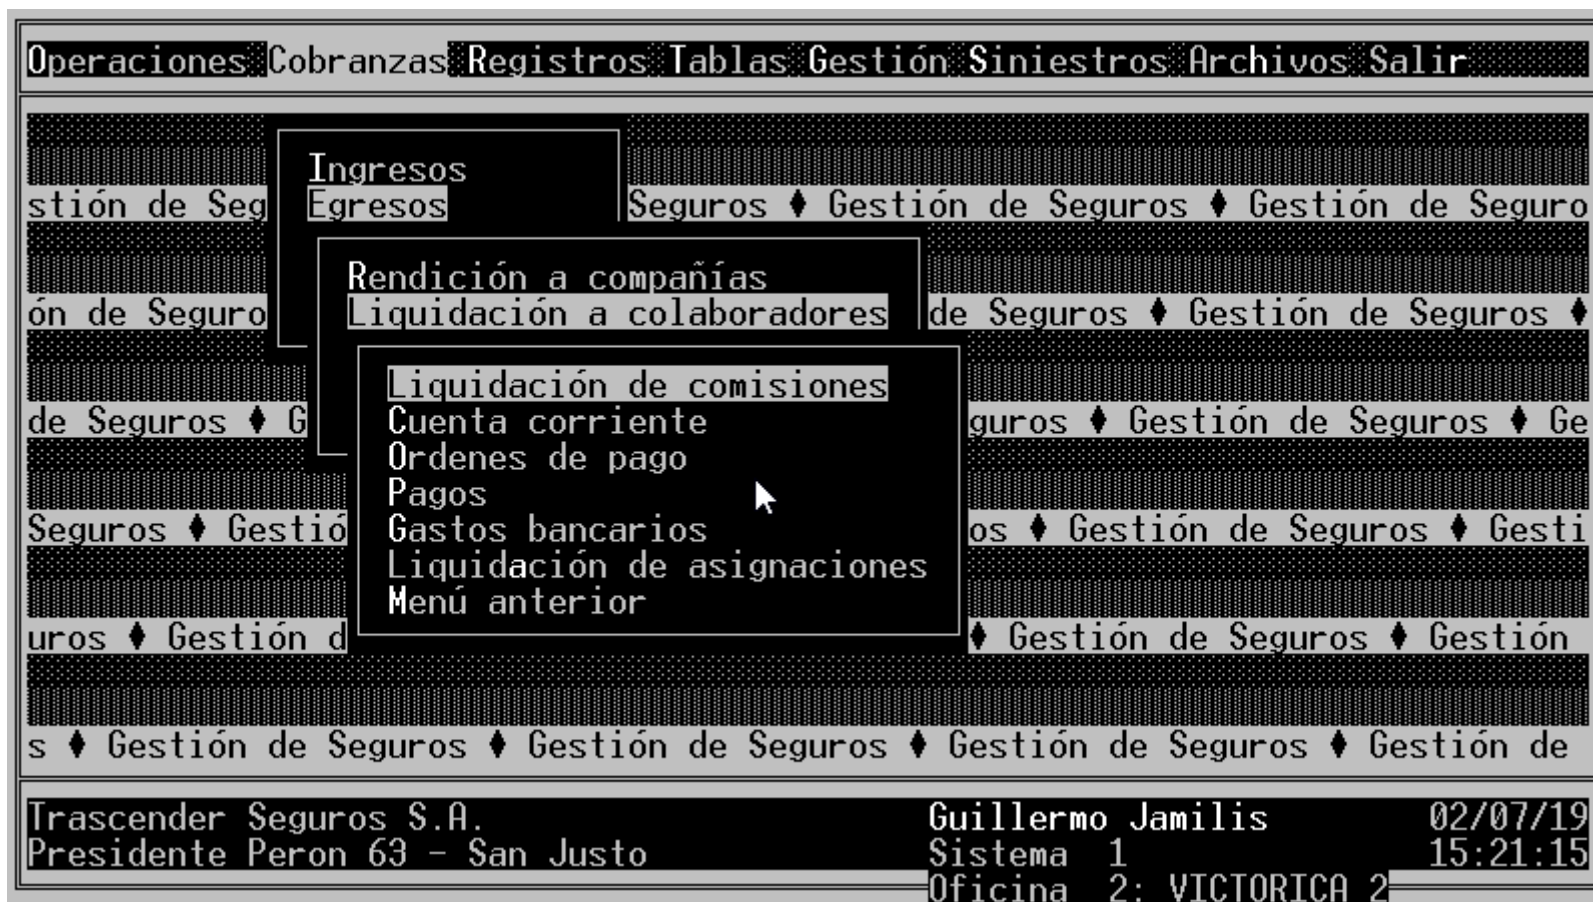 Operaciones Cobranzas Registros Tablas Gestión Siniestros Archivos Salir
Ingresos
stión de Seg Egresos Seguros ♦ Gestión de Seguros ♦ Gestión de Seguro
Rendición a compañías
ón de Seguro Liquidación a colaboradores de Seguros ♦ Gestión de Seguros ♦
Liquidación de comisiones
de Seguros ♦ G Cuenta corriente guros ♦ Gestión de Seguros ♦ Ge
Ordenes de pago
Pagos
Seguros ♦ Gestió Gastos bancarios os ♦ Gestión de Seguros ♦ Gesti
Liquidación de asignaciones
Menú anterior
uros ♦ Gestión d ♦ Gestión de Seguros ♦ Gestión
s ♦ Gestión de Seguros ♦ Gestión de Seguros ♦ Gestión de Seguros ♦ Gestión de
Trascender Seguros S.A. Guillermo Jamilis 02/07/19
Presidente Peron 63 - San Justo Sistema 1 15:21:15
Oficina 2: VICTORICA 2